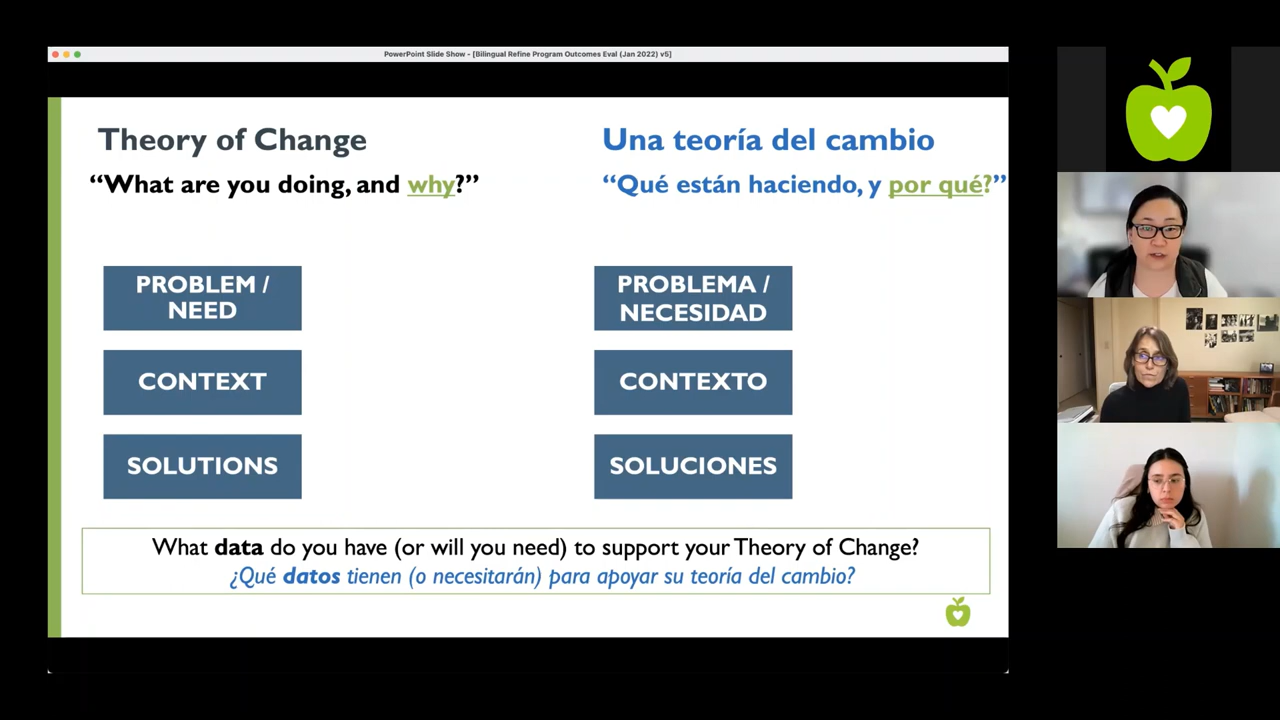 PowerPoint Slide Show - [Bilingual Refine Program Outcomes Eval (Jan 2022) v5]
Theory of Change
“What are you doing, and why?”
PROBLEM /
NEED
CONTEXT
SOLUTIONS
Una teoría del cambio
“Qué están haciendo, y por qué?”
PROBLEMA /
NECESIDAD
CONTEXTO
SOLUCIONES
What data do you have (or will you need) to support your Theory of Change?
¿Qué datos tienen (o necesitarán) para apoyar su teoría del cambio?